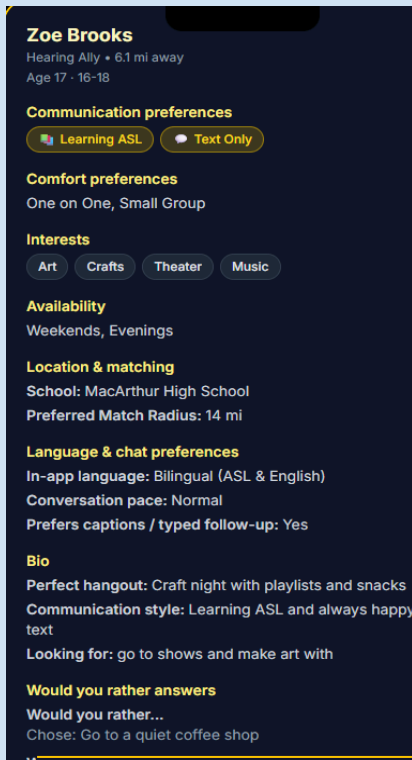 Zoe Brooks
Hearing Ally • 6.1 mi away
Age 17 · 16-18
Communication preferences
Learning ASL
Text Only
Comfort preferences
One on One, Small Group
Interests
Art
Crafts
Theater
Music
Availability
Weekends, Evenings
Location & matching
School: MacArthur High School
Preferred Match Radius: 14 mi
Language & chat preferences
In-app language: Bilingual (ASL & English)
Conversation pace: Normal
Prefers captions / typed follow-up: Yes
Bio
Perfect hangout: Craft night with playlists and snacks
Communication style: Learning ASL and always happy
text
Looking for: go to shows and make art with
Would you rather answers
Would you rather...
Chose: Go to a quiet coffee shop